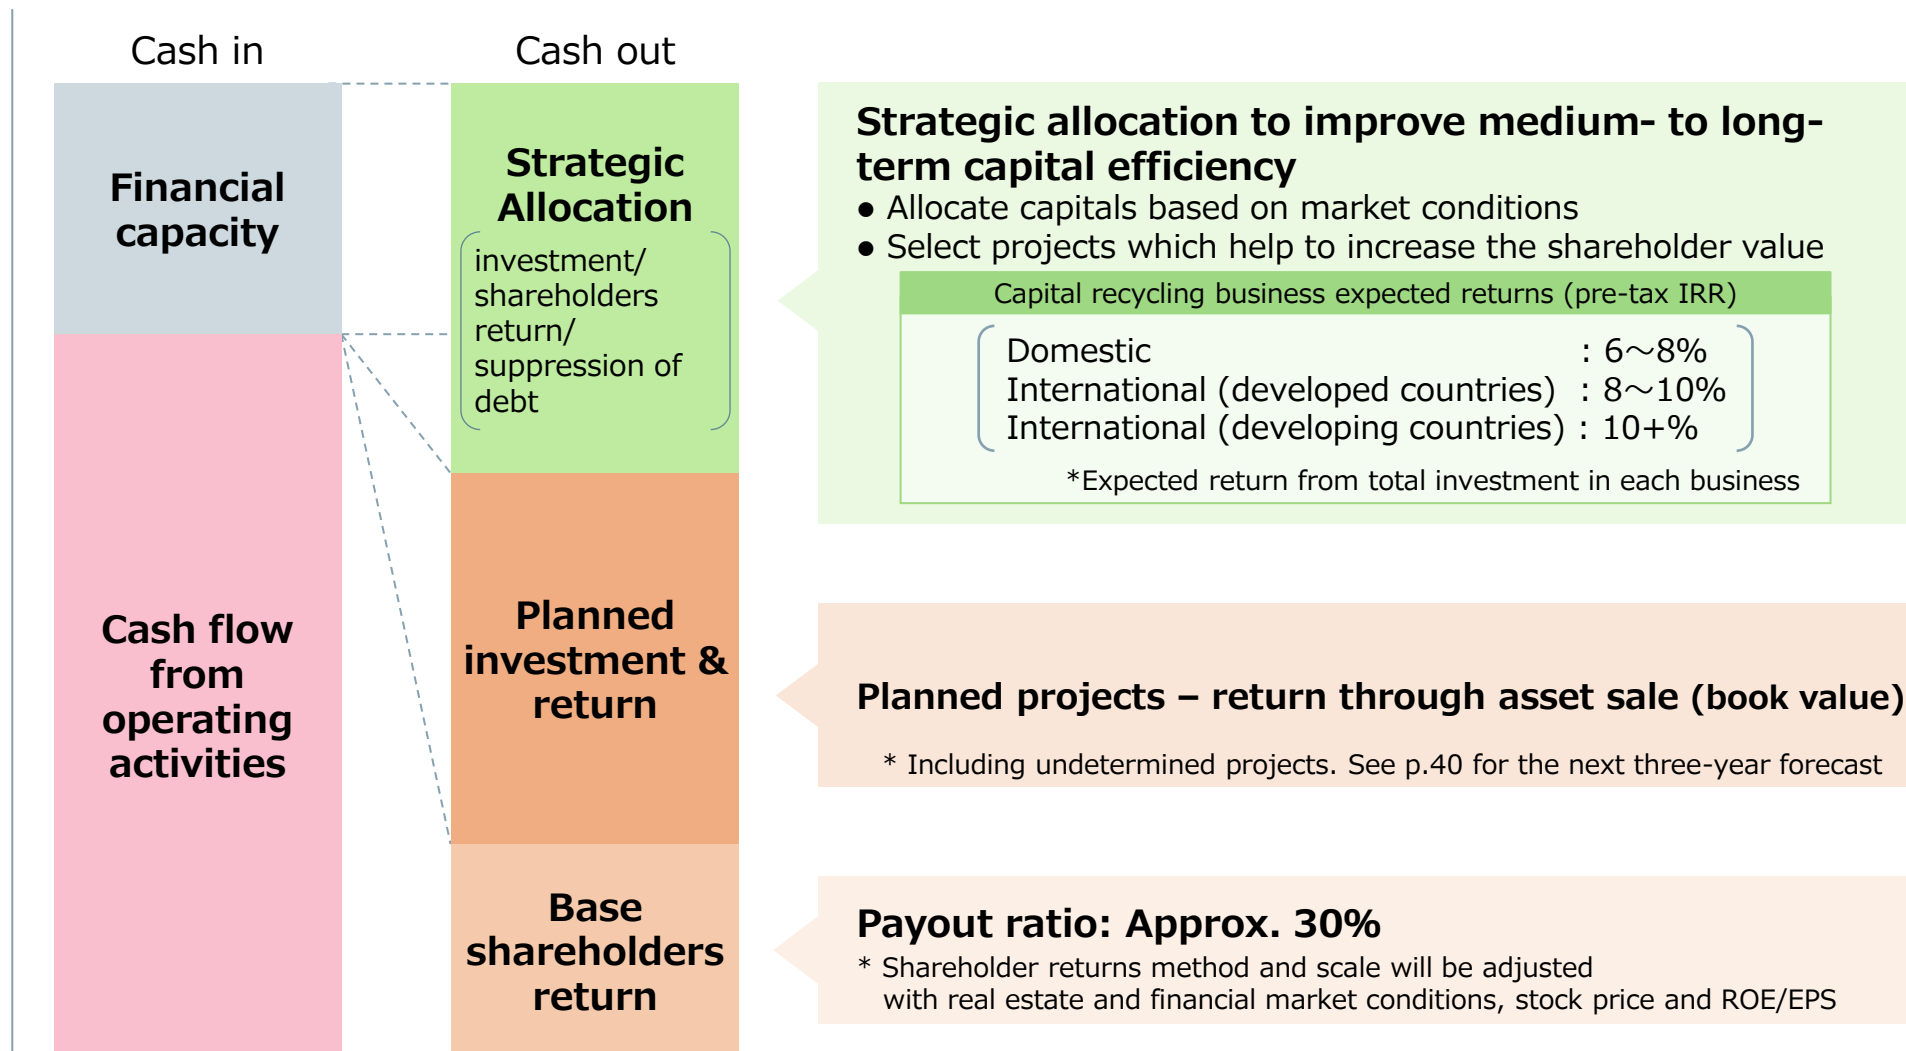 Cash in
Cash out
Financial
capacity
Cash flow
from
operating
activities
Strategic
Allocation
investment/
shareholders
return/
suppression of
debt
Planned
investment &
return
Base
shareholders
return
Strategic allocation to improve medium- to long-
term capital efficiency
● Allocate capitals based on market conditions
● Select projects which help to increase the shareholder value
Capital recycling business expected returns (pre-tax IRR)
Domestic : 6～8%
International (developed countries) : 8～10%
International (developing countries) : 10+%
*Expected return from total investment in each business
Planned projects – return through asset sale (book value)
* Including undetermined projects. See p.40 for the next three-year forecast
Payout ratio: Approx. 30%
* Shareholder returns method and scale will be adjusted
with real estate and financial market conditions, stock price and ROE/EPS